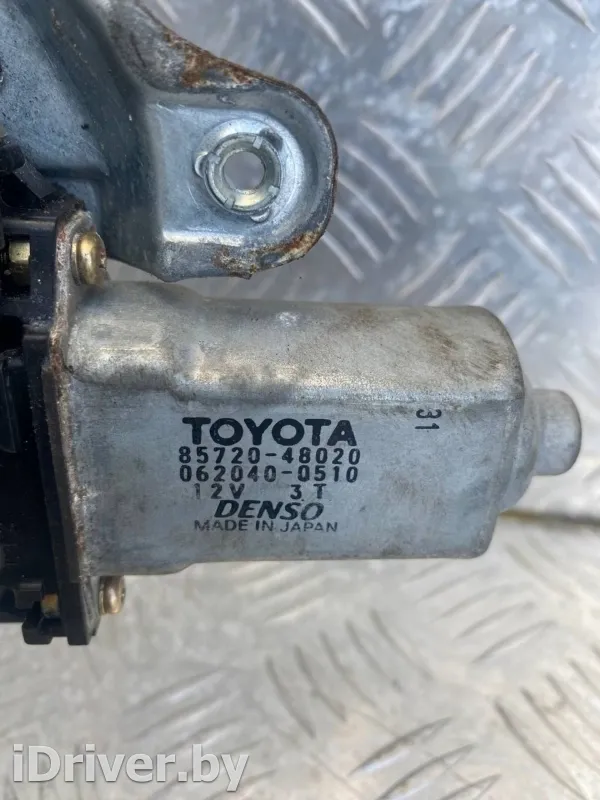 31
TOYOTA
85720-48020
062040-0510
12V 3T
DENSO
MADE IN JAPAN
iDriver.by